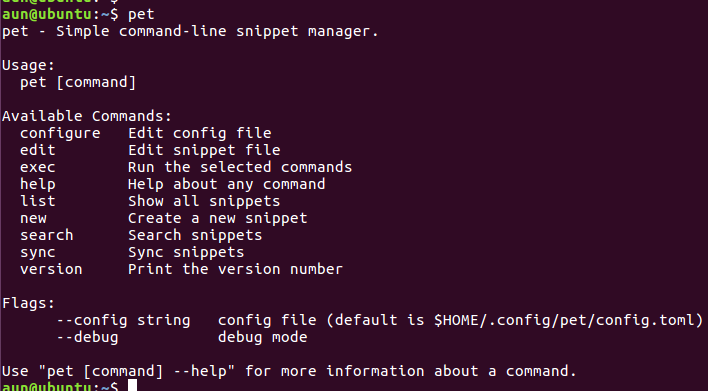 aun@ubuntu:~$ pet
pet - Simple command-line snippet manager.
Usage:
  pet [command]
Available Commands:
  configure   Edit config file
  edit        Edit snippet file
  exec        Run the selected commands
  help        Help about any command
  list        Show all snippets
  new         Create a new snippet
  search      Search snippets
  sync        Sync snippets
  version     Print the version number
Flags:
      --config string   config file (default is $HOME/.config/pet/config.toml)
      --debug           debug mode
Use "pet [command] --help" for more information about a command.
aun@ubuntu:~$